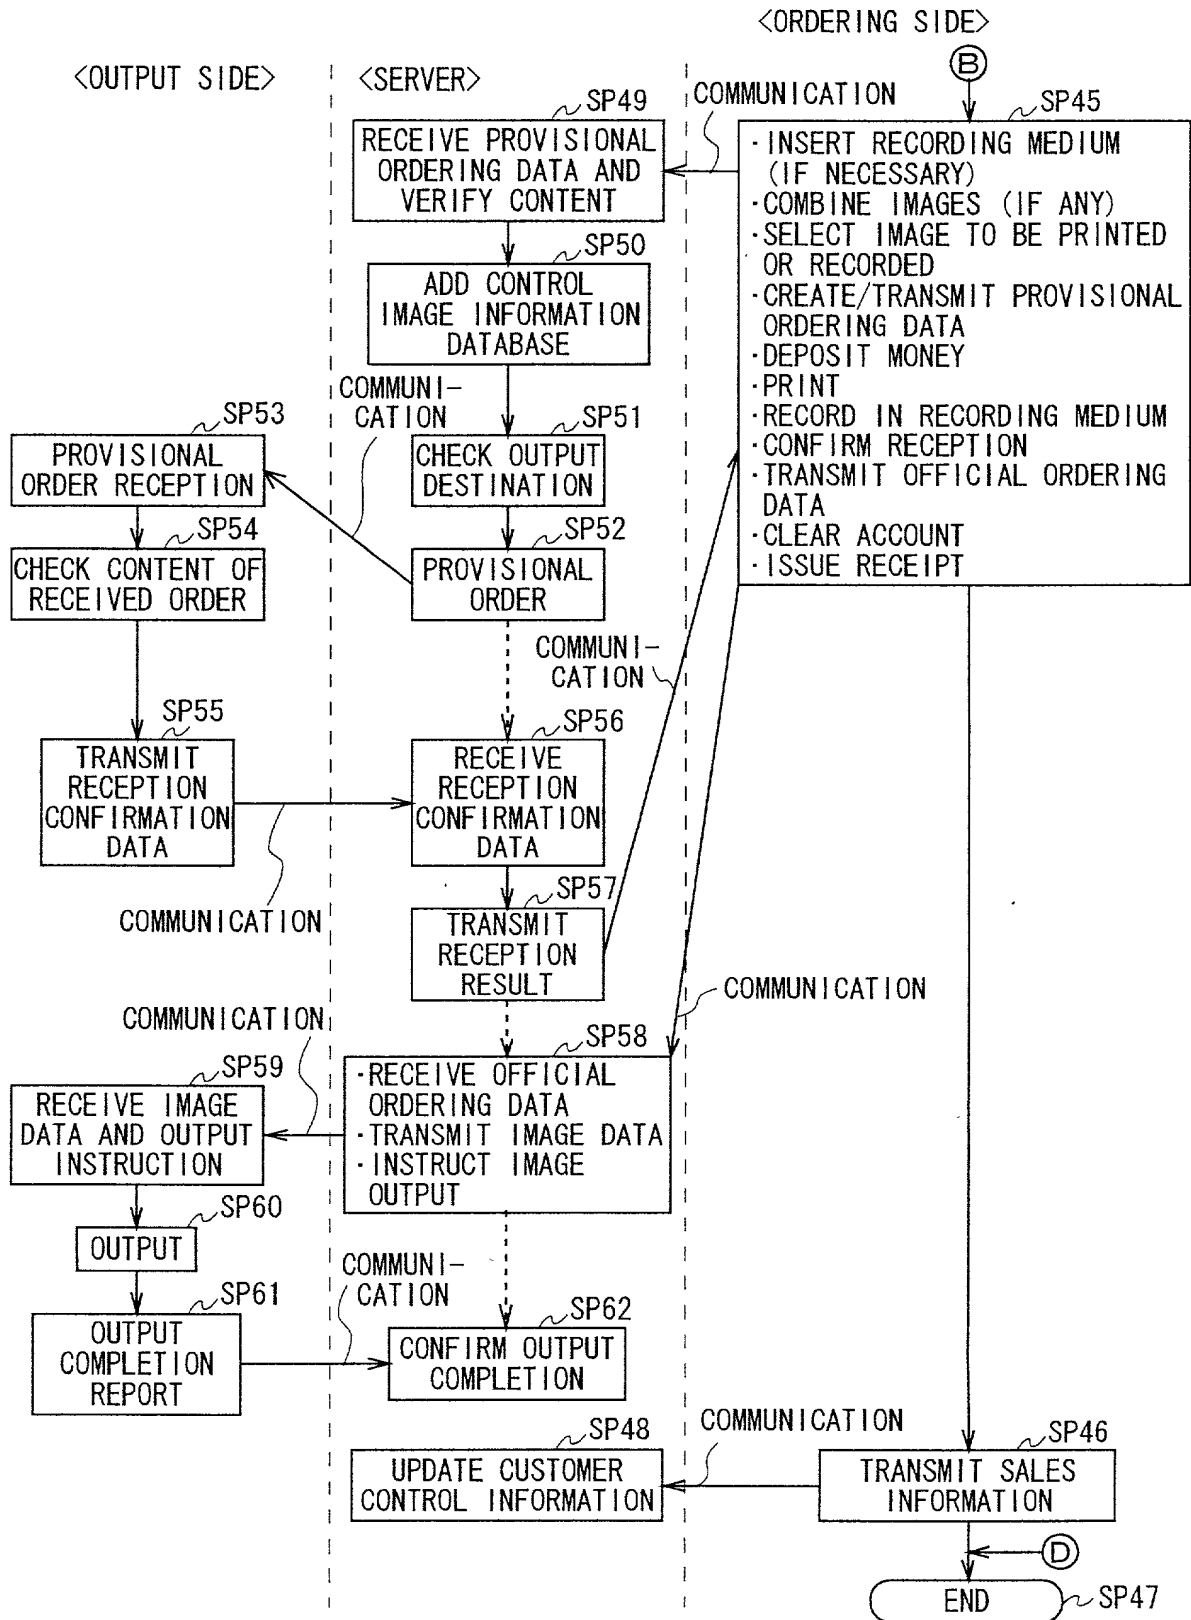 <ORDERING SIDE>
<OUTPUT SIDE>
<SERVER>
B
COMMUNICATION
SP49
RECEIVE PROVISIONAL
ORDERING DATA AND
VERIFY CONTENT
SP45
·INSERT RECORDING MEDIUM
(IF NECESSARY)
·COMBINE IMAGES (IF ANY)
·SELECT IMAGE TO BE PRINTED
OR RECORDED
·CREATE/TRANSMIT PROVISIONAL
ORDERING DATA
·DEPOSIT MONEY
·PRINT
·RECORD IN RECORDING MEDIUM
·CONFIRM RECEPTION
·TRANSMIT OFFICIAL ORDERING
DATA
·CLEAR ACCOUNT
·ISSUE RECEIPT
SP50
ADD CONTROL
IMAGE INFORMATION
DATABASE
COMMUNI-
CATION
SP53
PROVISIONAL
ORDER RECEPTION
SP51
CHECK OUTPUT
DESTINATION
SP54
CHECK CONTENT OF
RECEIVED ORDER
SP52
PROVISIONAL
ORDER
COMMUNI-
CATION
SP55
TRANSMIT
RECEPTION
CONFIRMATION
DATA
SP56
RECEIVE
RECEPTION
CONFIRMATION
DATA
COMMUNICATION
SP57
TRANSMIT
RECEPTION
RESULT
COMMUNICATION
COMMUNICATION
SP58
·RECEIVE OFFICIAL
ORDERING DATA
·TRANSMIT IMAGE DATA
·INSTRUCT IMAGE
OUTPUT
SP59
RECEIVE IMAGE
DATA AND OUTPUT
INSTRUCTION
SP60
OUTPUT
SP61
OUTPUT
COMPLETION
REPORT
COMMUNI-
CATION
SP62
CONFIRM OUTPUT
COMPLETION
SP48
UPDATE CUSTOMER
CONTROL INFORMATION
COMMUNICATION
SP46
TRANSMIT SALES
INFORMATION
D
END
SP47